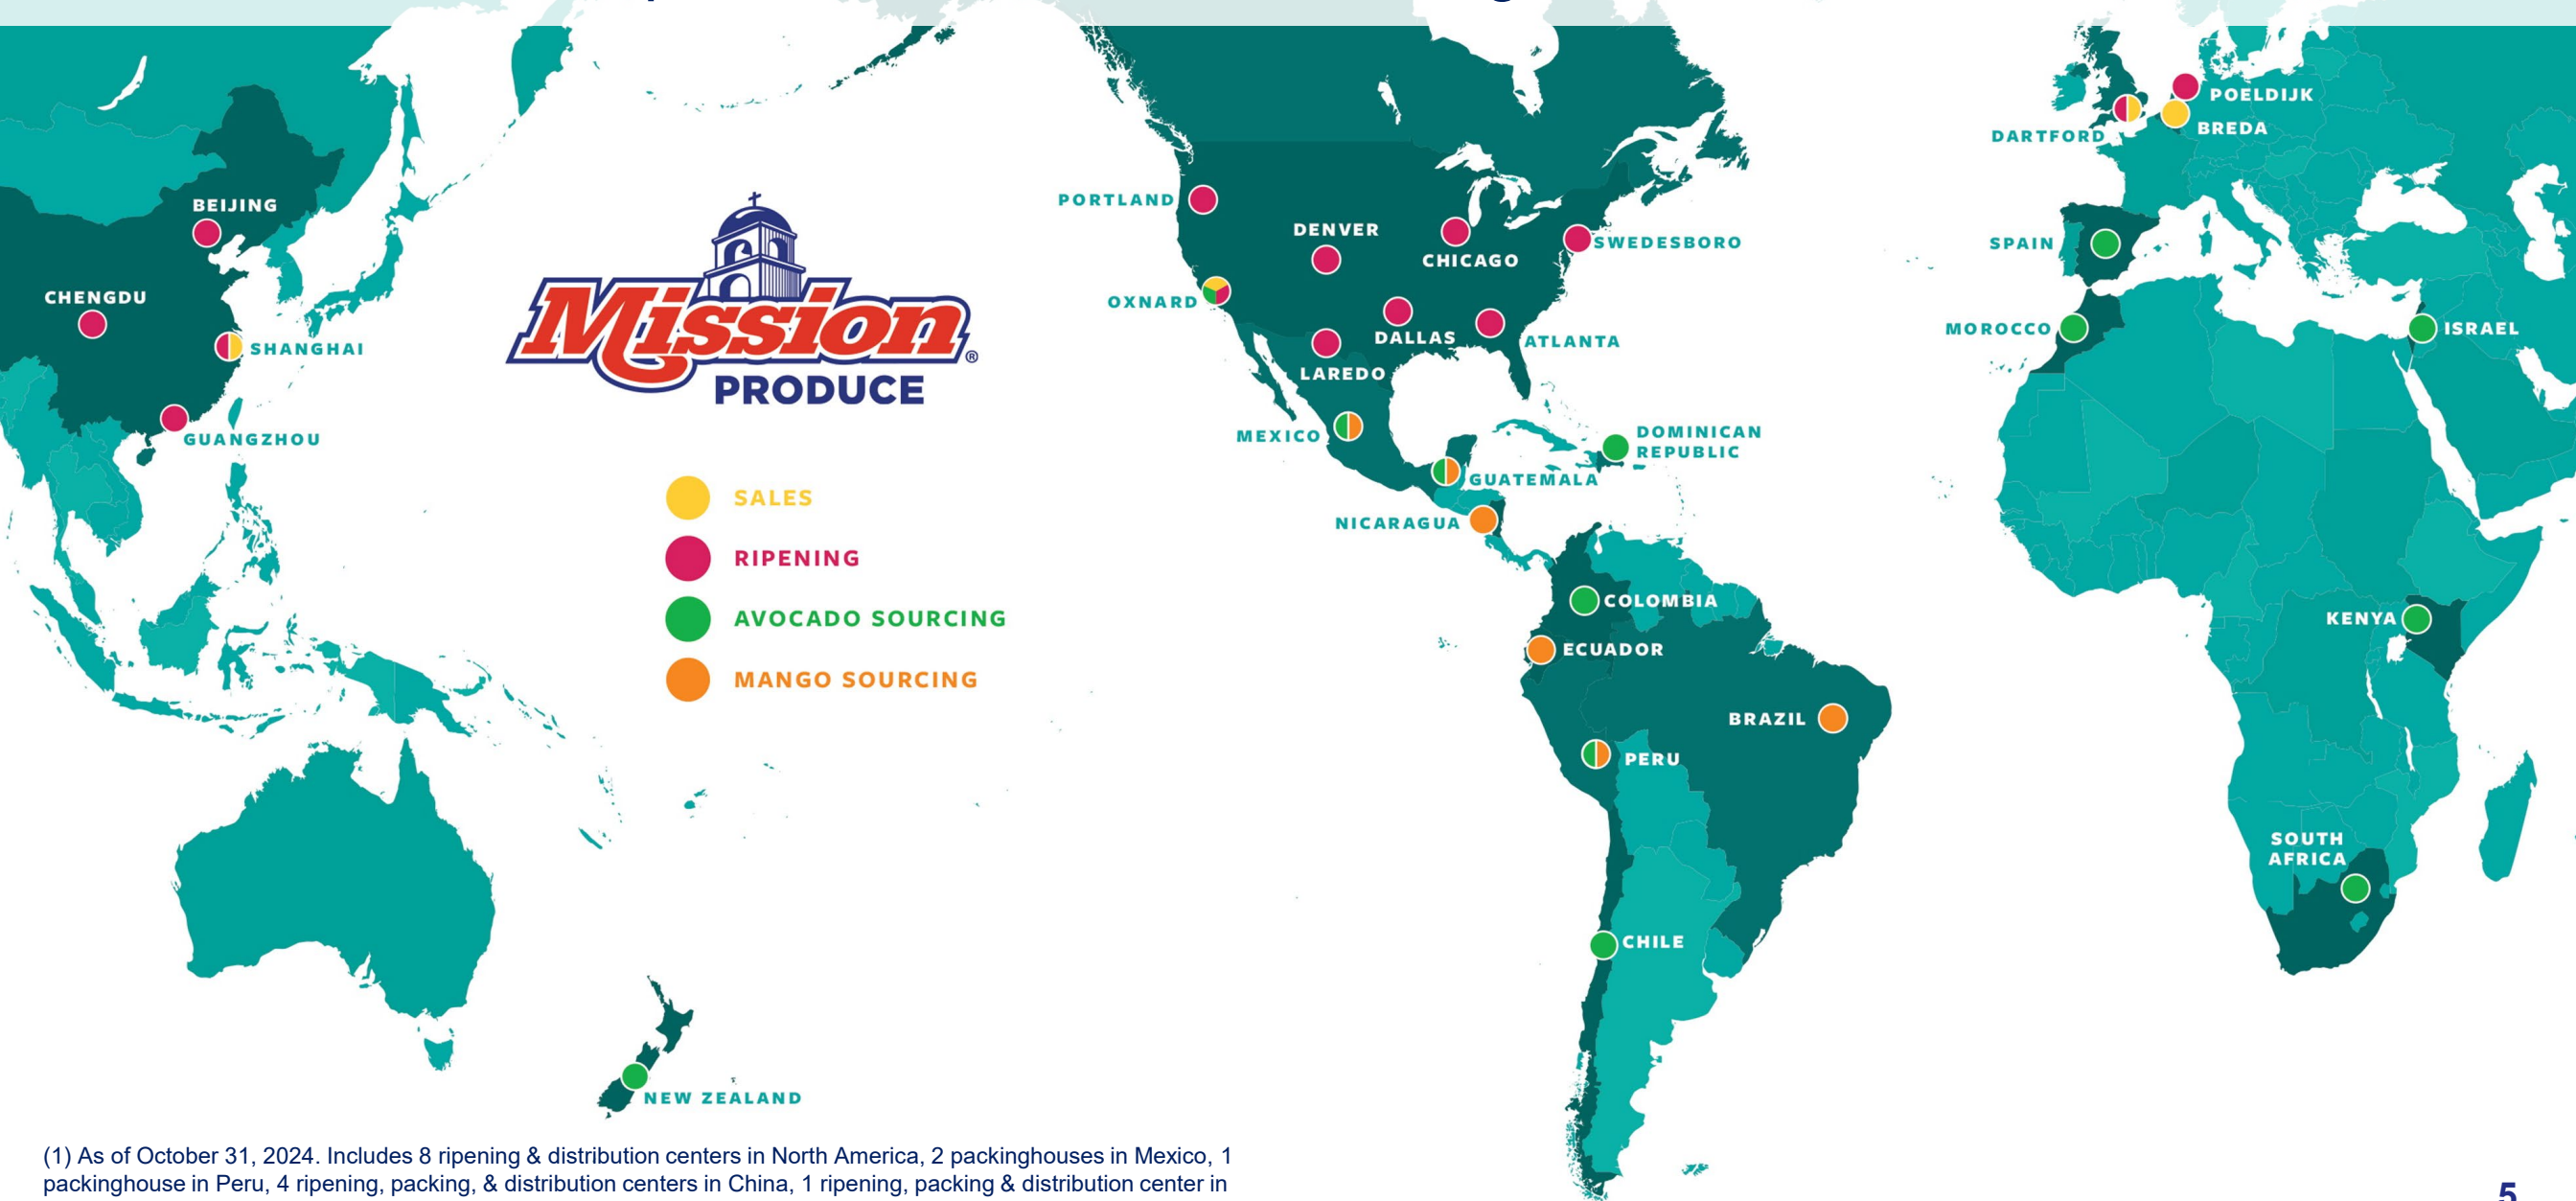 BEIJING
CHENGDU
SHANGHAI
GUANGZHOU
Mission®
PRODUCE
SALES
RIPENING
AVOCADO SOURCING
MANGO SOURCING
NEW ZEALAND
PORTLAND
DENVER
CHICAGO
SWEDESBORO
OXNARD
DALLAS
ATLANTA
LAREDO
MEXICO
DOMINICAN
REPUBLIC
GUATEMALA
NICARAGUA
COLOMBIA
ECUADOR
BRAZIL
PERU
CHILE
POELDIJK
DARTFORD
BREDA
SPAIN
MOROCCO
ISRAEL
KENYA
SOUTH
AFRICA
(1) As of October 31, 2024. Includes 8 ripening & distribution centers in North America, 2 packinghouses in Mexico, 1
packinghouse in Peru, 4 ripening, packing, & distribution centers in China, 1 ripening, packing & distribution center in
5